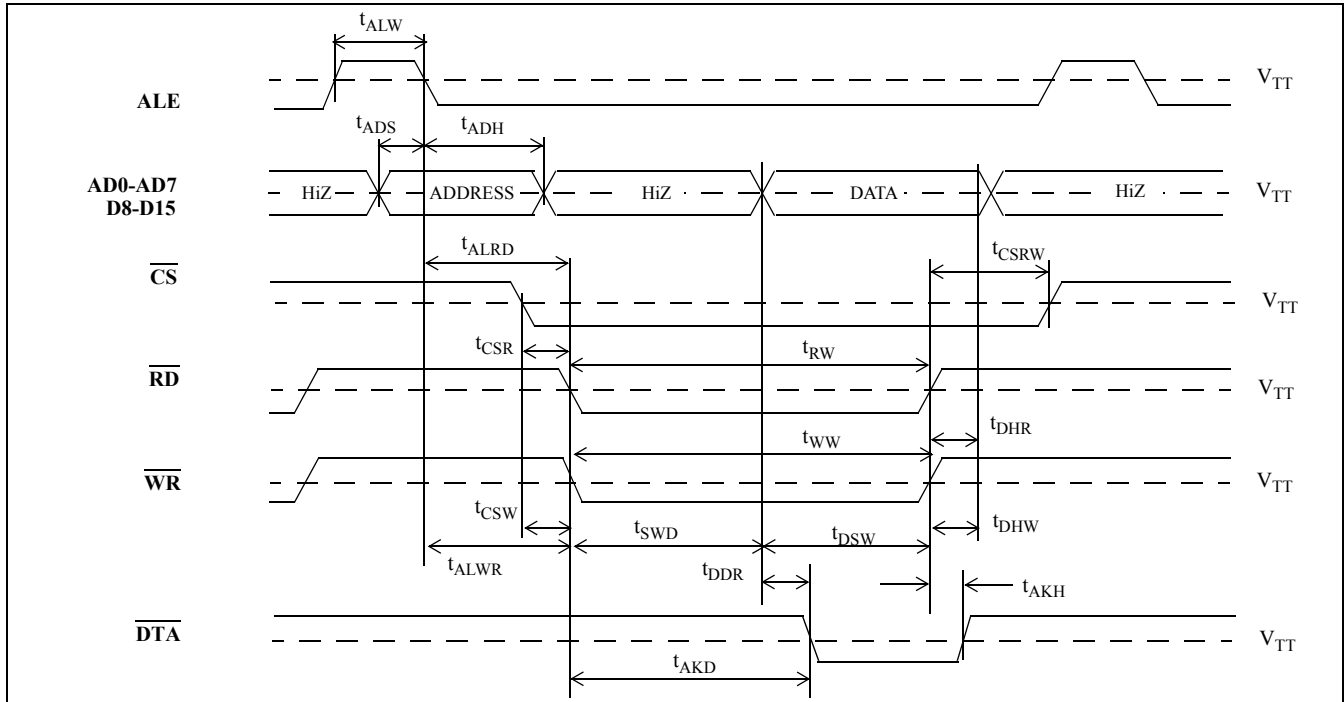 tALW
ALE
VTT
tADS
tADH
AD0-AD7
D8-D15
HiZ
ADDRESS
HiZ
DATA
HiZ
VTT
tALRD
tCSRW
CS
VTT
tCSR
tRW
RD
VTT
tDHR
tWW
WR
VTT
tCSW
tSWD
tDSW
tDHW
tALWR
tDDR
tAKH
DTA
VTT
tAKD